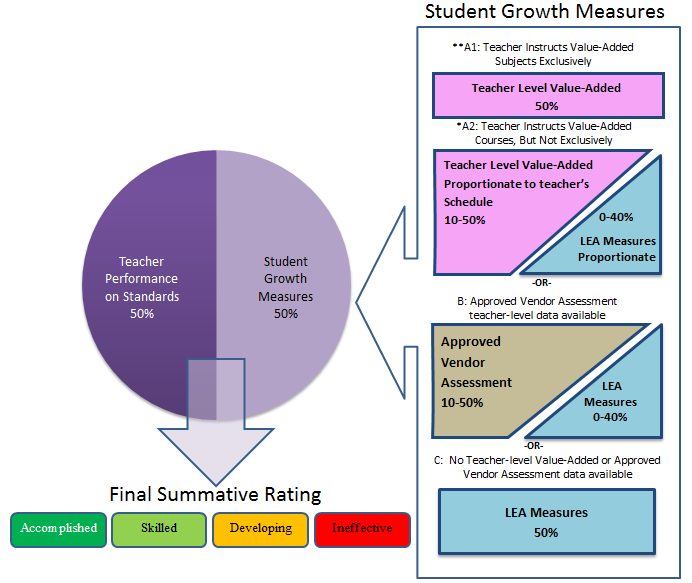 Student Growth Measures
**A1: Teacher Instructs Value-Added
Subjects Exclusively
Teacher Level Value-Added
50%
*A2: Teacher Instructs Value-Added
Courses, But Not Exclusively
Teacher Level Value-Added
Proportionate to teacher's
Schedule
10-50%
0-40%
LEA Measures
Proportionate
-OR-
B: Approved Vendor Assessment
teacher-level data available
Approved
Vendor
Assessment
10-50%
LEA
Measures
0-40%
-OR-
C:  No Teacher-level Value-Added or Approved
Vendor Assessment data available
LEA Measures
50%
Teacher
Performance
on Standards
50%
Student
Growth
Measures
50%
Final Summative Rating
Accomplished
Skilled
Developing
Ineffective